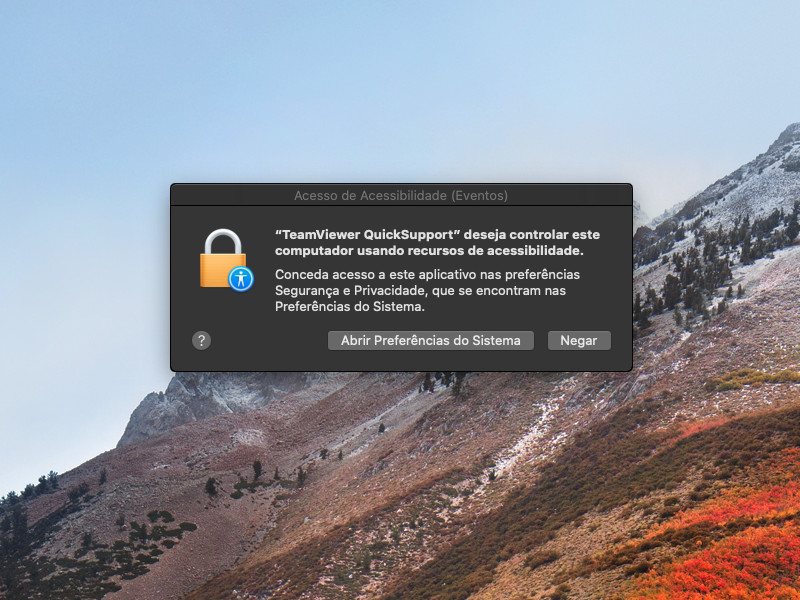 Acesso de Acessibilidade (Eventos)
“TeamViewer QuickSupport” deseja controlar este
computador usando recursos de acessibilidade.
Conceda acesso a este aplicativo nas preferências
Segurança e Privacidade, que se encontram nas
Preferências do Sistema.
?
Abrir Preferências do Sistema
Negar